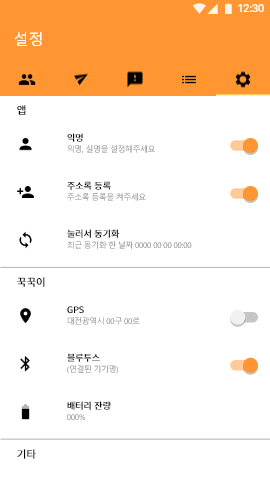 12:30
설정
앱
익명
익명, 실명을 설정해주세요
주소록 등록
주소록 등록을 켜주세요
눌러서 동기화
최근 동기화 한 날짜 0000 00 00 00:00
꾹꾹이
GPS
대전광역시 00구 00로
블루투스
(연결된 기기명)
배터리 잔량
000%
기타